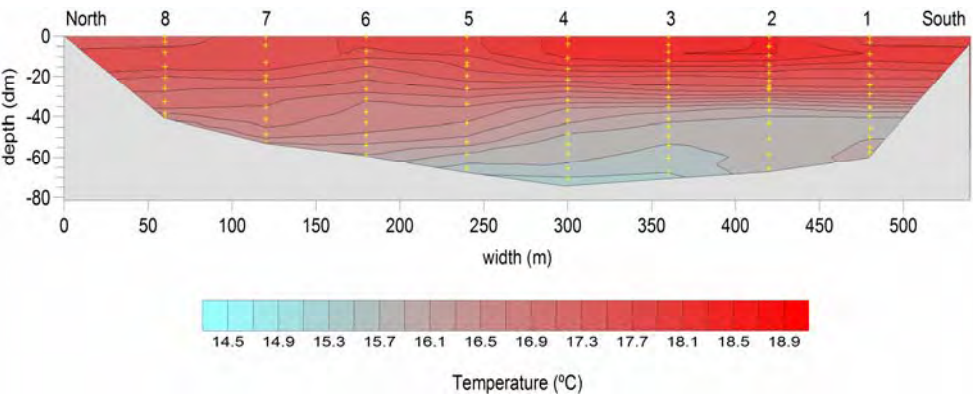 North 8 7 6 5 4 3 2 1 South
0
-20
-40
-60
-80
depth (dm)
0 50 100 150 200 250 300 350 400 450 500
width (m)
14.5 14.9 15.3 15.7 16.1 16.5 16.9 17.3 17.7 18.1 18.5 18.9
Temperature (ºC)